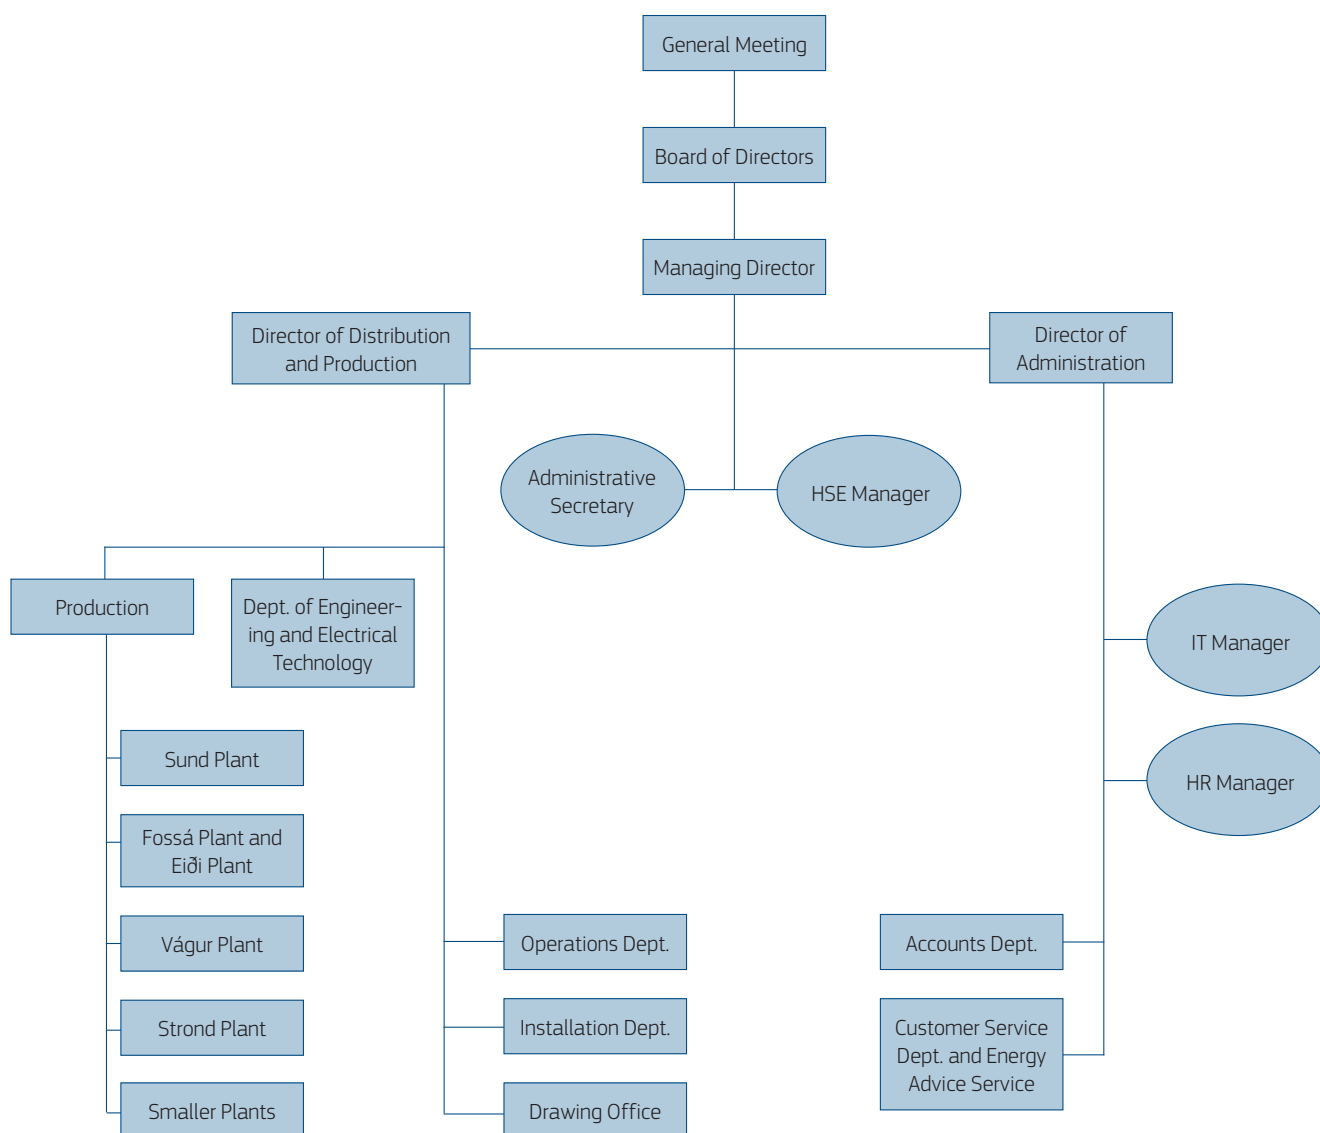 General Meeting
Board of Directors
Managing Director
Director of Distribution
and Production
Director of
Administration
Administrative
Secretary
HSE Manager
Production
Dept. of Engineer-
ing and Electrical
Technology
IT Manager
Sund Plant
HR Manager
Fossá Plant and
Eiði Plant
Vágur Plant
Operations Dept.
Accounts Dept.
Strond Plant
Installation Dept.
Customer Service
Dept. and Energy
Advice Service
Smaller Plants
Drawing Office